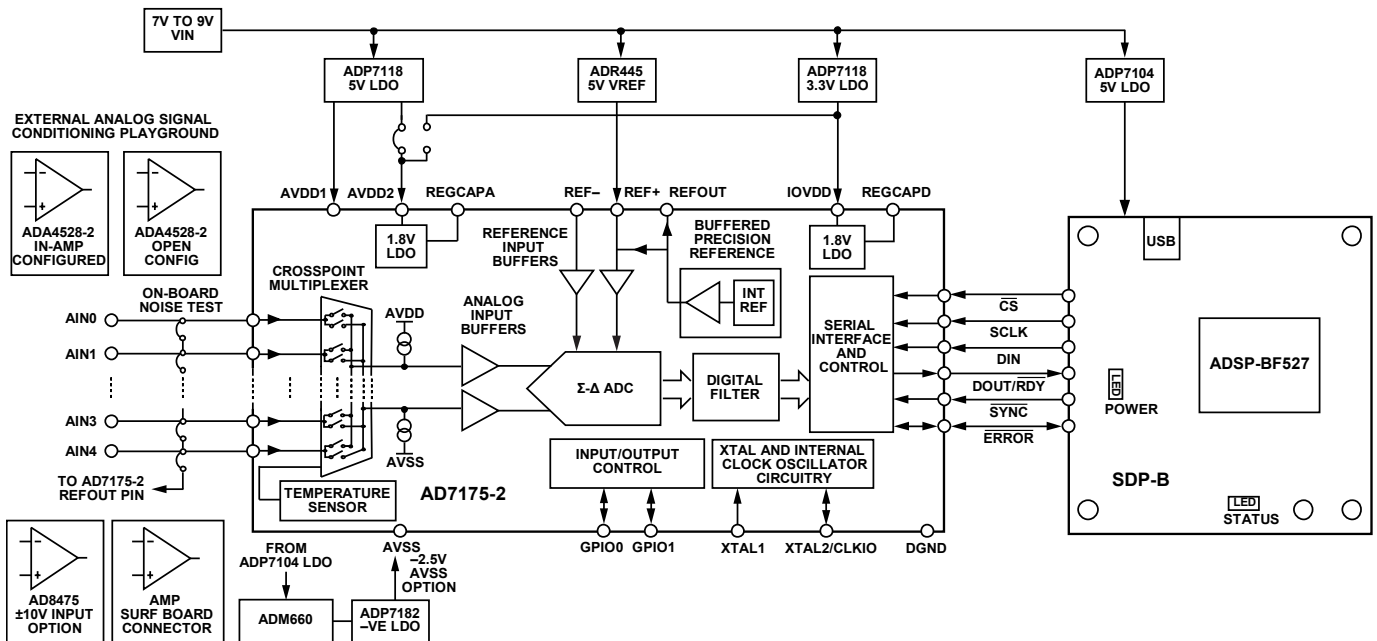 7V TO 9V
VIN
ADP7118
5V LDO
ADR445
5V VREF
ADP7118
3.3V LDO
ADP7104
5V LDO
EXTERNAL ANALOG SIGNAL
CONDITIONING PLAYGROUND
ADA4528-2
IN-AMP
CONFIGURED
ADA4528-2
OPEN
CONFIG
AVDD1
AVDD2
REGCAPA
REF–
REF+
REFOUT
IOVDD
REGCAPD
1.8V
LDO
REFERENCE
INPUT
BUFFERS
BUFFERED
PRECISION
REFERENCE
INT
REF
1.8V
LDO
USB
CROSSPOINT
MULTIPLEXER
ON-BOARD
NOISE TEST
AIN0
AIN1
AIN3
AIN4
TO AD7175-2
REFOUT PIN
AVDD
AVSS
ANALOG
INPUT
BUFFERS
Σ-Δ ADC
DIGITAL
FILTER
SERIAL
INTERFACE
AND
CONTROL
CS
SCLK
DIN
DOUT/RDY
SYNC
ERROR
LED
POWER
ADSP-BF527
SDP-B
LED
STATUS
TEMPERATURE
SENSOR
AD7175-2
INPUT/OUTPUT
CONTROL
XTAL AND INTERNAL
CLOCK OSCILLATOR
CIRCUITRY
AVSS
GPIO0
GPIO1
XTAL1
XTAL2/CLKIO
DGND
–2.5V
AVSS
OPTION
FROM
ADP7104 LDO
ADM660
ADP7182
–VE LDO
AD8475
±10V INPUT
OPTION
AMP
SURF BOARD
CONNECTOR